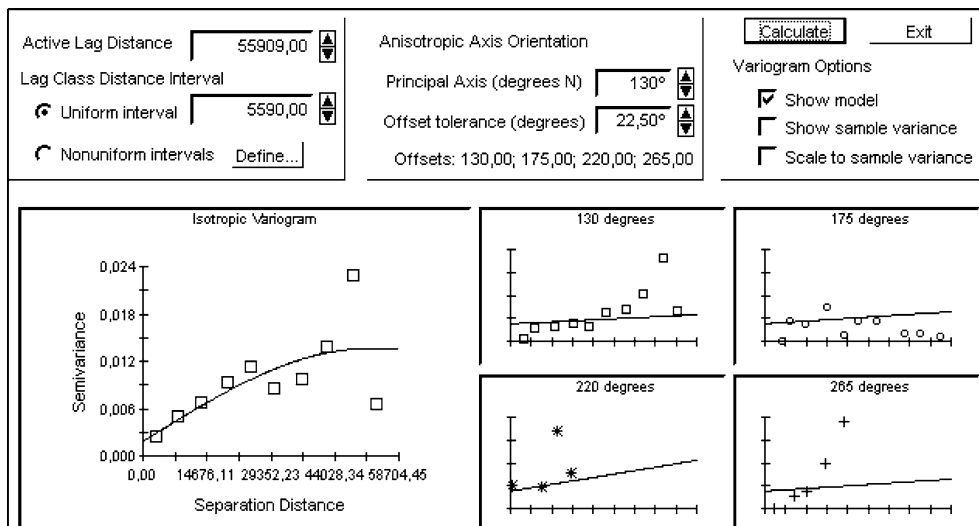 Active Lag Distance 55909,00
Lag Class Distance Interval
Uniform interval 5590,00
Nonuniform intervals Define...
Anisotropic Axis Orientation
Principal Axis (degrees N) 130º
Offset tolerance (degrees) 22,50º
Offsets: 130,00; 175,00; 220,00; 265,00
Calculate Exit
Variogram Options
Show model
Show sample variance
Scale to sample variance
Isotropic Variogram
0,024
0,018
0,012
0,006
0,000
Semivariance
0,00 14676,11 29352,23 44028,34 58704,45
Separation Distance
130 degrees
175 degrees
220 degrees
265 degrees